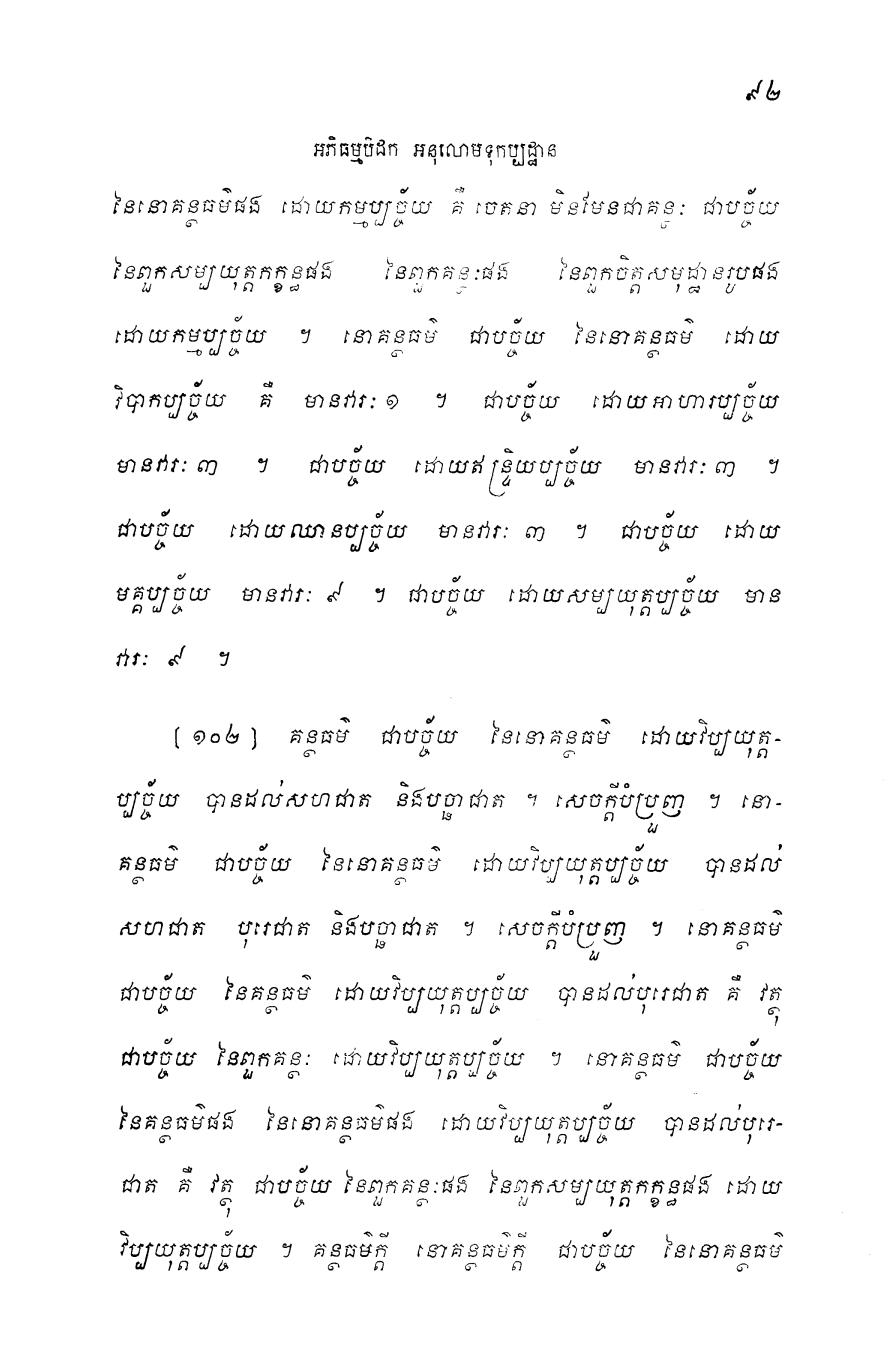 ៩២
អភិធម្មបិដក អនុលោមទុកប្បដ្ឋាន
នៃនោគន្ថធម៌ផង ដោយកម្មប្បច្ច័យ គឺ ចេតនា មិនមែនជាគន្ថៈ ជាបច្ច័យ
នៃពួកសម្បយុត្តកក្ខន្ធផង នៃពួកគន្ថៈផង នៃពួកចិត្តសមុដ្ឋានរូបផង
ដោយកម្មប្បច្ច័យ ។ នោគន្ថធម៌ ជាបច្ច័យ នៃនោគន្ថធម៌ ដោយ
វិបាកប្បច្ច័យ គឺ មានវារៈ ១ ។ ជាបច្ច័យ ដោយអាហារប្បច្ច័យ
មានវារៈ ៣ ។ ជាបច្ច័យ ដោយឥន្ទ្រិយប្បច្ច័យ មានវារៈ ៣ ។
ជាបច្ច័យ ដោយឈានប្បច្ច័យ មានវារៈ ៣ ។ ជាបច្ច័យ ដោយ
មគ្គប្បច្ច័យ មានវារៈ ៩ ។ ជាបច្ច័យ ដោយសម្បយុត្តប្បច្ច័យ មាន
វារៈ ៩ ។
[ ១០២ ] គន្ថធម៌ ជាបច្ច័យ នៃនោគន្ថធម៌ ដោយវិប្បយុត្ត-
ប្បច្ច័យ បានដល់សហជាត និងបច្ឆាជាត ។ សេចក្តីបំប្រួញ ។ នោ-
គន្ថធម៌ ជាបច្ច័យ នៃនោគន្ថធម៌ ដោយវិប្បយុត្តប្បច្ច័យ បានដល់
សហជាត បុរេជាត និងបច្ឆាជាត ។ សេចក្តីបំប្រួញ ។ នោគន្ថធម៌
ជាបច្ច័យ នៃគន្ថធម៌ ដោយវិប្បយុត្តប្បច្ច័យ បានដល់បុរេជាត គឺ វត្ថុ
ជាបច្ច័យ នៃពួកគន្ថៈ ដោយវិប្បយុត្តប្បច្ច័យ ។ នោគន្ថធម៌ ជាបច្ច័យ
នៃគន្ថធម៌ផង នៃនោគន្ថធម៌ផង ដោយវិប្បយុត្តប្បច្ច័យ បានដល់បុរេ-
ជាត គឺ វត្ថុ ជាបច្ច័យ នៃពួកគន្ថៈផង នៃពួកសម្បយុត្តកក្ខន្ធផង ដោយ
វិប្បយុត្តប្បច្ច័យ ។ គន្ថធម៌ក្តី នោគន្ថធម៌ក្តី ជាបច្ច័យ នៃនោគន្ថធម៌